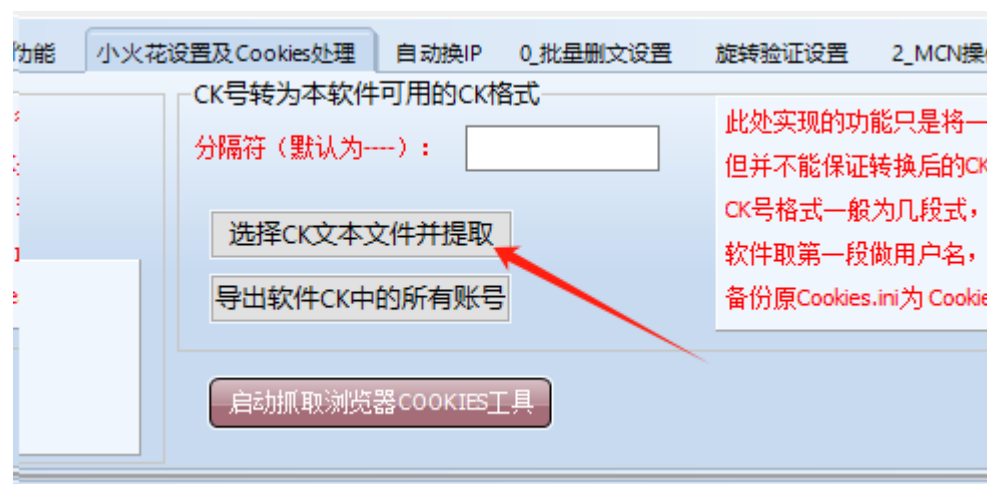 功能
小火花设置及Cookies处理
自动换IP
0_批量删文设置
旋转验证设置
2_MCN操
CK号转为本软件可用的CK格式
分隔符（默认为----）：
选择CK文本文件并提取
导出软件CK中的所有账号
启动抓取浏览器COOKIES工具
此处实现的功能只是将一
但并不能保证转换后的CK
CK号格式一般为几段式，
软件取第一段做用户名，
备份原Cookies.ini为 Cookie